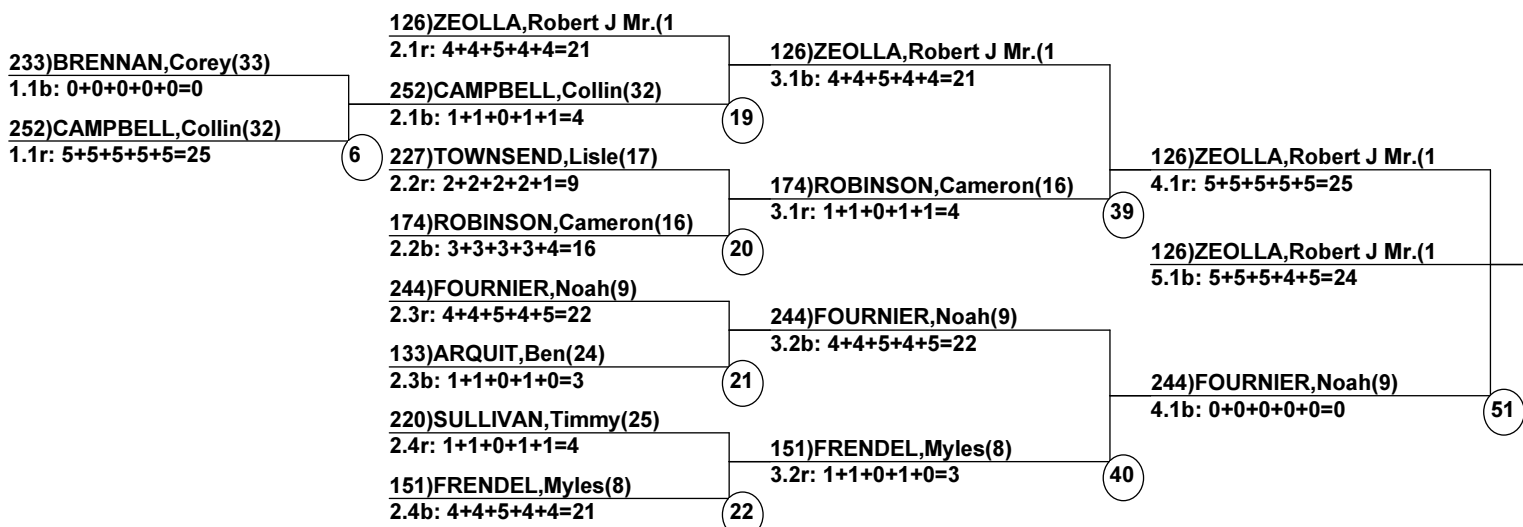 233)BRENNAN,Corey(33)
1.1b: 0+0+0+0+0=0
252)CAMPBELL,Collin(32)
1.1r: 5+5+5+5+5=25
6
126)ZEOLLA,Robert J Mr.(1
2.1r: 4+4+5+4+4=21
252)CAMPBELL,Collin(32)
2.1b: 1+1+0+1+1=4
19
227)TOWNSEND,Lisle(17)
2.2r: 2+2+2+2+1=9
174)ROBINSON,Cameron(16)
2.2b: 3+3+3+3+4=16
20
244)FOURNIER,Noah(9)
2.3r: 4+4+5+4+5=22
133)ARQUIT,Ben(24)
2.3b: 1+1+0+1+0=3
21
220)SULLIVAN,Timmy(25)
2.4r: 1+1+0+1+1=4
151)FRENDEL,Myles(8)
2.4b: 4+4+5+4+4=21
22
126)ZEOLLA,Robert J Mr.(1
3.1b: 4+4+5+4+4=21
174)ROBINSON,Cameron(16)
3.1r: 1+1+0+1+1=4
39
244)FOURNIER,Noah(9)
3.2b: 4+4+5+4+5=22
151)FRENDEL,Myles(8)
3.2r: 1+1+0+1+0=3
40
126)ZEOLLA,Robert J Mr.(1
4.1r: 5+5+5+5+5=25
126)ZEOLLA,Robert J Mr.(1
5.1b: 5+5+5+4+5=24
244)FOURNIER,Noah(9)
4.1b: 0+0+0+0+0=0
51